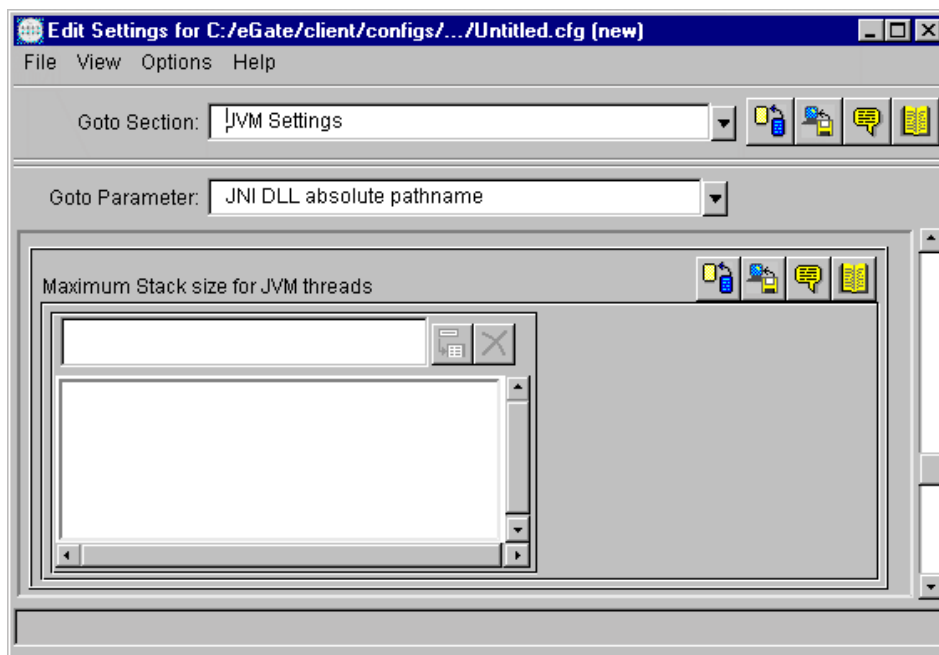 Edit Settings for C:/eGate/client/configs/.../Untitled.cfg (new)
File View Options Help
Goto Section: JVM Settings
Goto Parameter: JNI DLL absolute pathname
Maximum Stack size for JVM threads